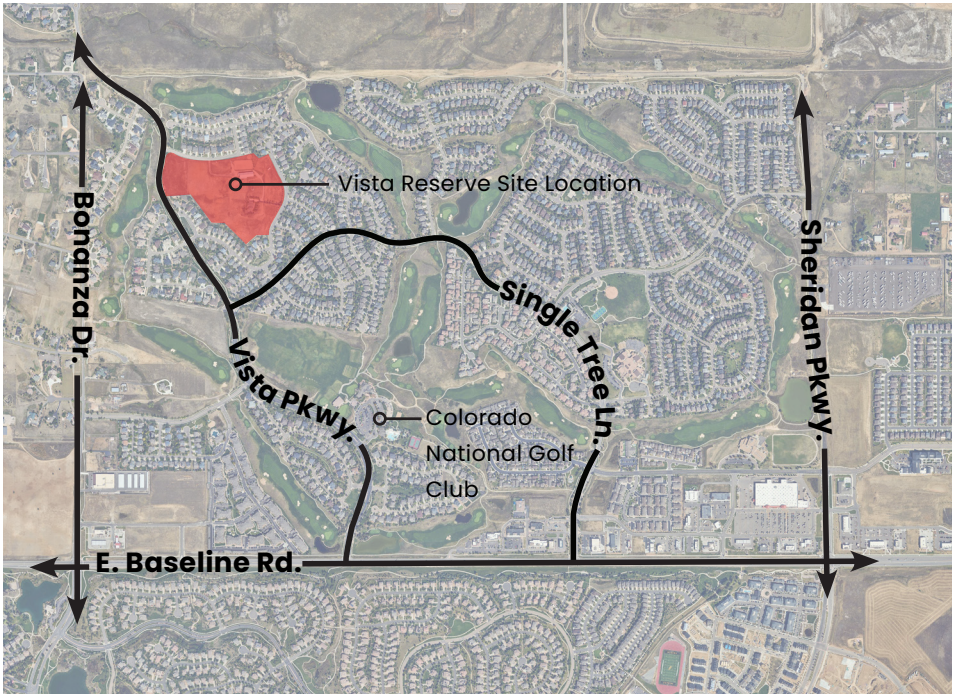 Vista Reserve Site Location
Bonanza Dr.
Sheridan Pkwy.
Single Tree Ln.
Vista Pkwy.
Colorado
National Golf
Club
E. Baseline Rd.